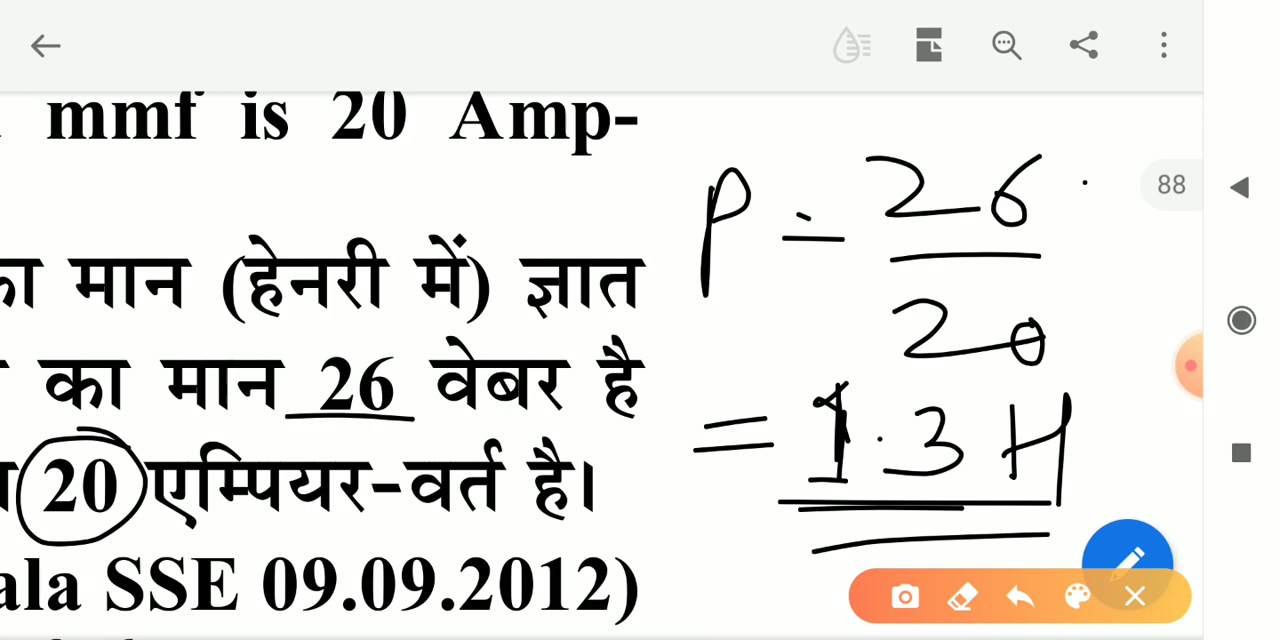 mmf is 20 Amp-
P = 26 / 20
88
का मान (हेनरी में) ज्ञात
का मान 26 वेबर है
= 1.3 H
20 एम्पियर-वर्त है।
ala SSE 09.09.2012)